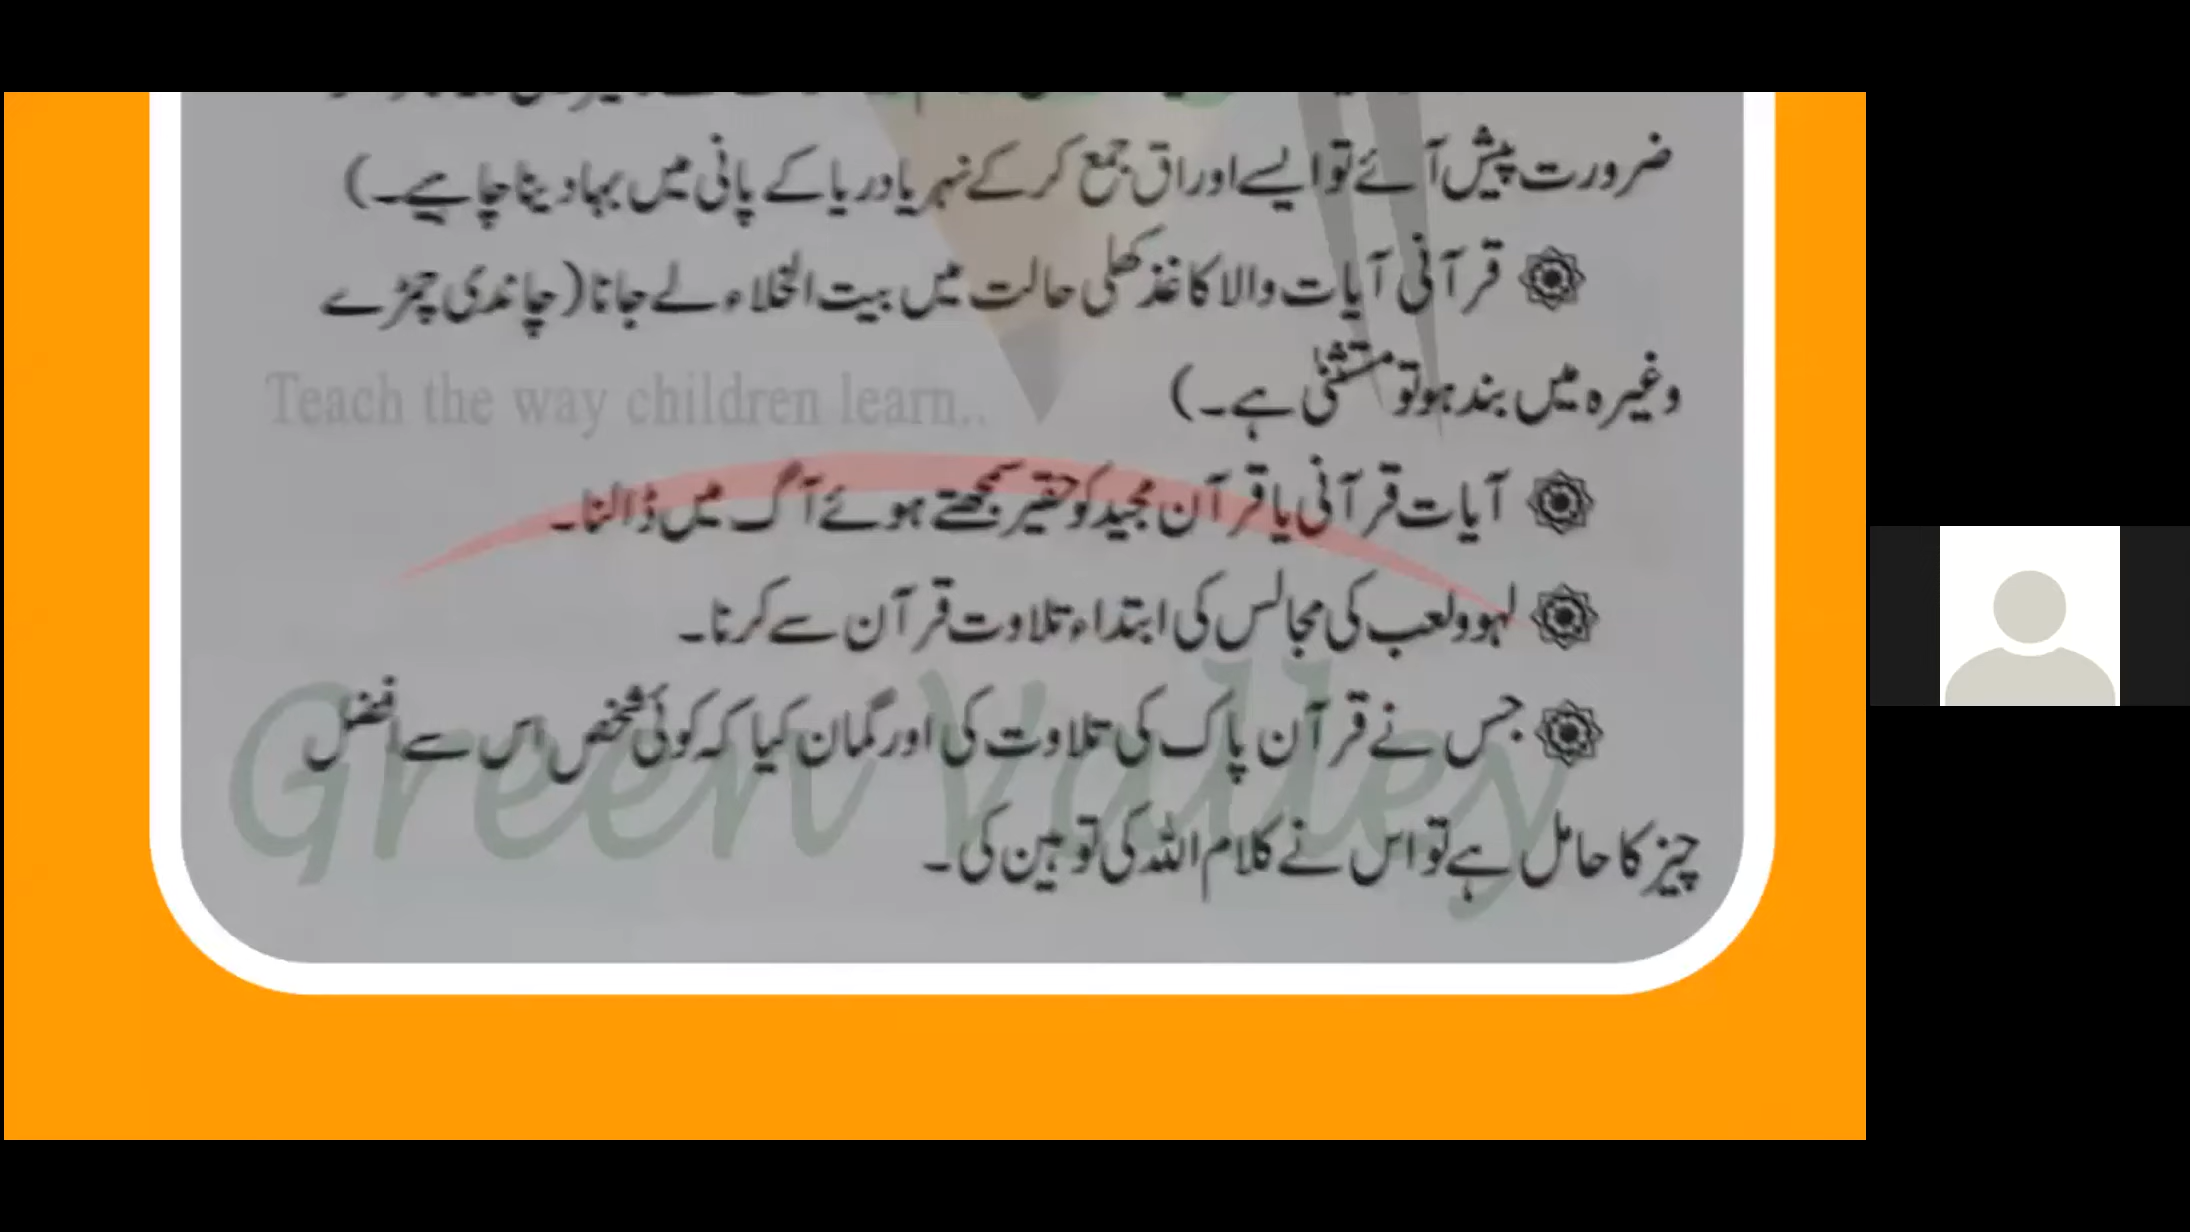 ضرورت پیش آئے تو ایسے اوراق جمع کر کے نہر یا دریا کے پانی میں بہا دینا چاہیے۔)
قرآنی آیات والا کاغذ کھلی حالت میں بیت الخلاء لے جانا (چاندی چمڑے
وغیرہ میں بند ہو تو مستثنیٰ ہے۔)
Teach the way children learn..
آیات قرآنی یا قرآن مجید کو حقیر سمجھتے ہوئے آگ میں ڈالنا۔
لہو ولعب کی مجالس کی ابتداء تلاوت قرآن سے کرنا۔
جس نے قرآن پاک کی تلاوت کی اور گمان کیا کہ کوئی شخص اس سے افضل
Green Valley
چیز کا حامل ہے تو اس نے کلام اللہ کی توہین کی۔